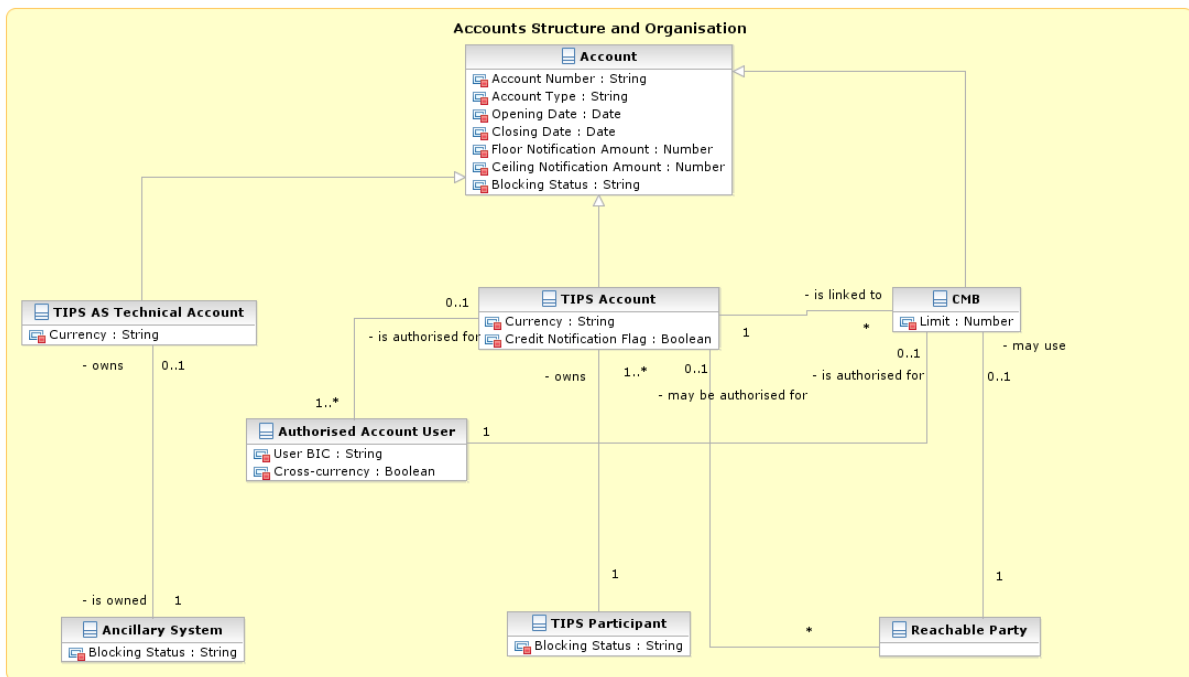 Accounts Structure and Organisation
Account
Account Number : String
Account Type : String
Opening Date : Date
Closing Date : Date
Floor Notification Amount : Number
Ceiling Notification Amount : Number
Blocking Status : String
TIPS AS Technical Account
Currency : String
TIPS Account
Currency : String
Credit Notification Flag : Boolean
CMB
Limit : Number
0..1
- is authorised for
- is linked to
1
*
0..1
- may use
- owns
0..1
- owns
1..*
0..1
- may be authorised for
- is authorised for
0..1
1..*
Authorised Account User
User BIC : String
Cross-currency : Boolean
1
- is owned
1
1
1
*
Ancillary System
Blocking Status : String
TIPS Participant
Blocking Status : String
Reachable Party